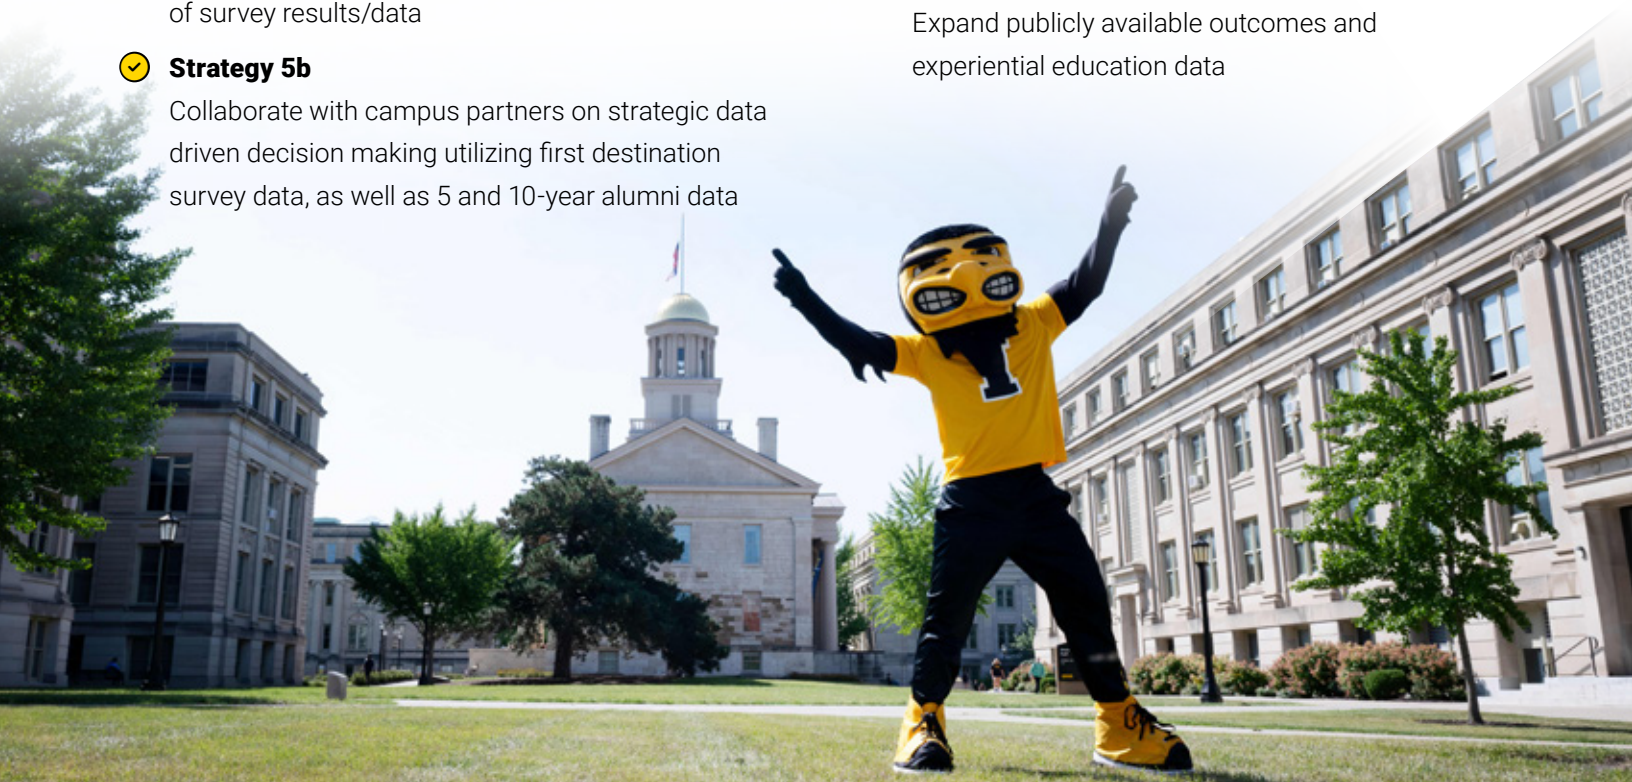 of survey results/data
Strategy 5b
Collaborate with campus partners on strategic data
driven decision making utilizing first destination
survey data, as well as 5 and 10-year alumni data
Expand publicly available outcomes and
experiential education data
I